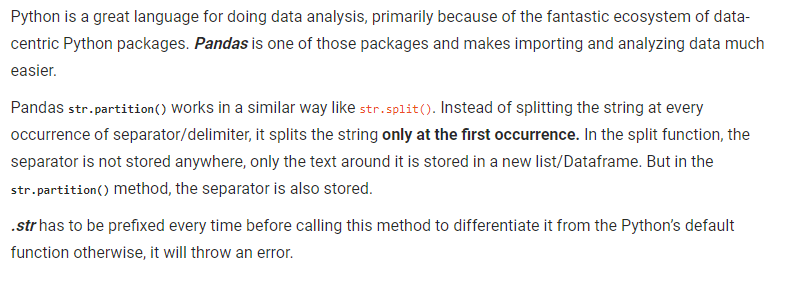 Python is a great language for doing data analysis, primarily because of the fantastic ecosystem of data-
centric Python packages. Pandas is one of those packages and makes importing and analyzing data much
easier.
Pandas str.partition() works in a similar way like str.split(). Instead of splitting the string at every
occurrence of separator/delimiter, it splits the string only at the first occurrence. In the split function, the
separator is not stored anywhere, only the text around it is stored in a new list/Dataframe. But in the
str.partition() method, the separator is also stored.
.str has to be prefixed every time before calling this method to differentiate it from the Python's default
function otherwise, it will throw an error.